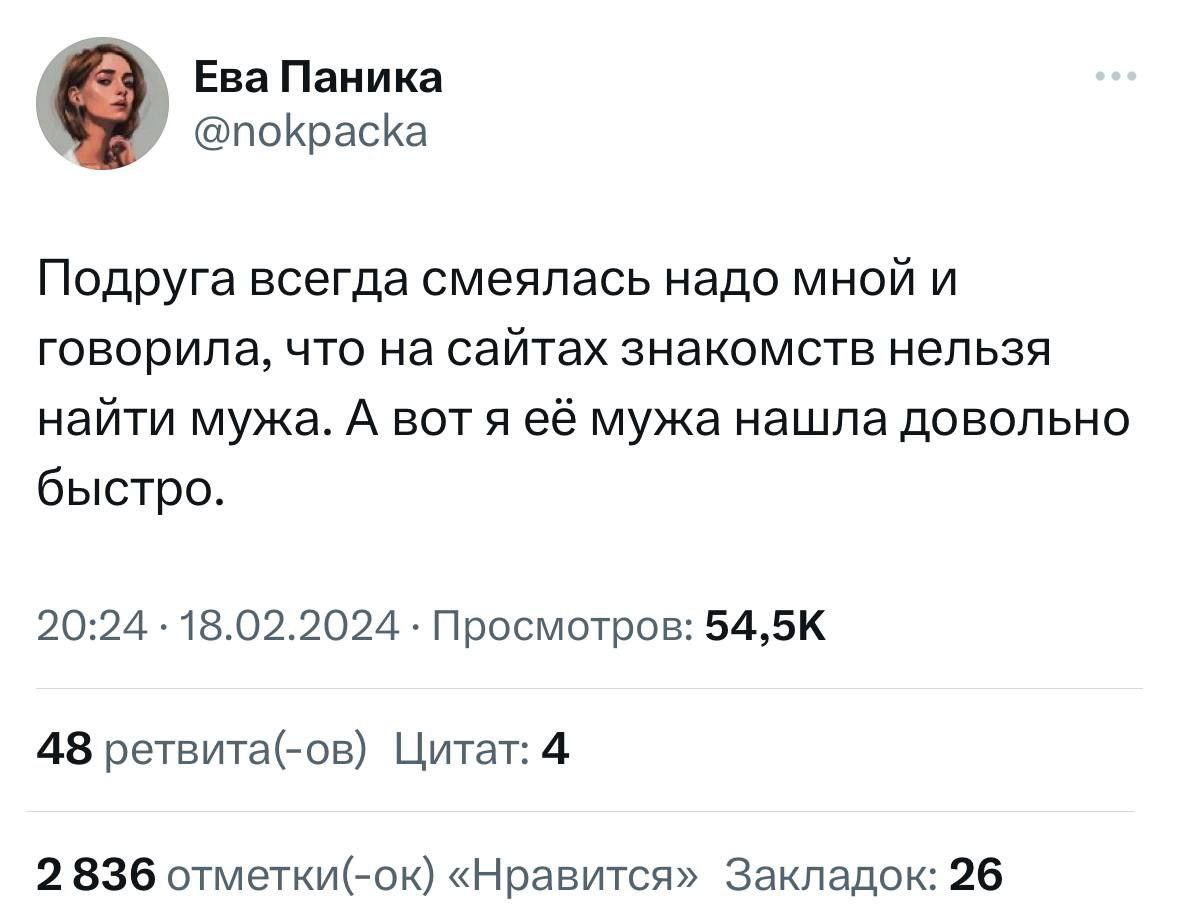 Ева Паника
@nokpacka
Подруга всегда смеялась надо мной и
говорила, что на сайтах знакомств нельзя
найти мужа. А вот я её мужа нашла довольно
быстро.
20:24 · 18.02.2024 · Просмотров: 54,5K
48 ретвита(-ов) Цитат: 4
2 836 отметки(-ок) «Нравится» Закладок: 26